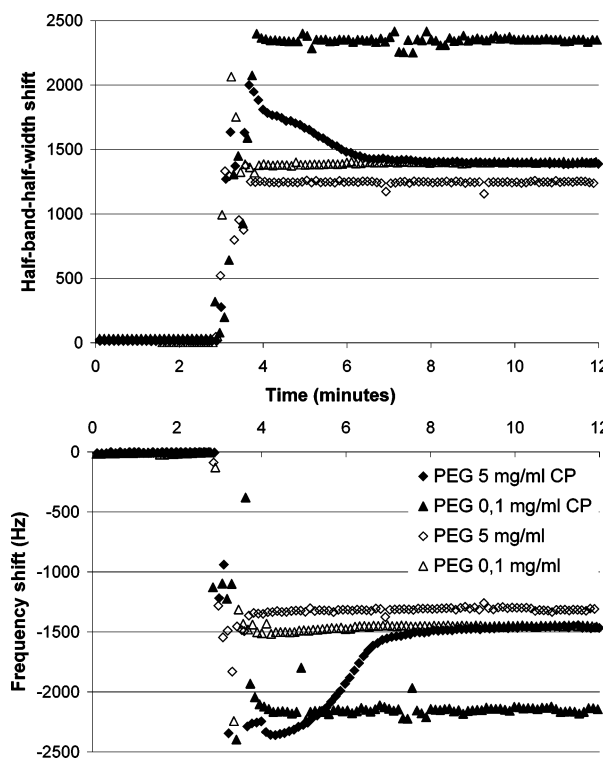 2500
2000
1500
1000
500
0
Half-band-half-width shift
0 2 4 6 8 10 12
Time (minutes)
0 2 4 6 8 10 12
0
-500
-1000
-1500
-2000
-2500
Frequency shift (Hz)
PEG 5 mg/ml CP
PEG 0,1 mg/ml CP
PEG 5 mg/ml
PEG 0,1 mg/ml